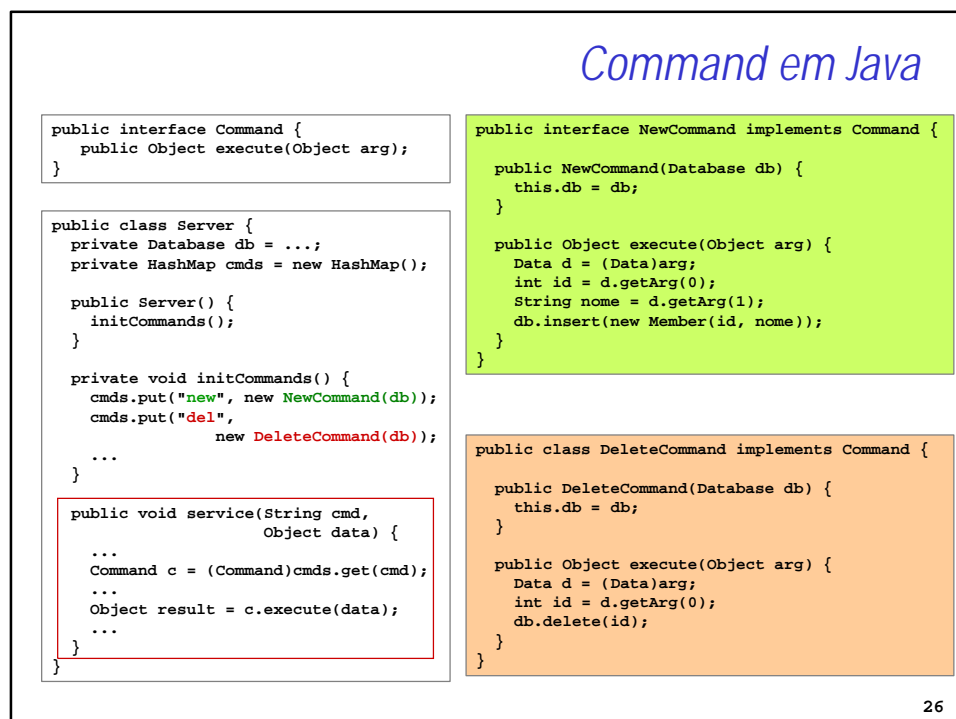 Command em Java
public interface Command {
   public Object execute(Object arg);
}
public class Server {
  private Database db = ...;
  private HashMap cmds = new HashMap();
  public Server() {
    initCommands();
  }
  private void initCommands() {
    cmds.put("new", new NewCommand(db));
    cmds.put("del",
                 new DeleteCommand(db));
    ...
  }
  public void service(String cmd,
                      Object data) {
    ...
    Command c = (Command)cmds.get(cmd);
    ...
    Object result = c.execute(data);
    ...
  }
}
public interface NewCommand implements Command {
  public NewCommand(Database db) {
    this.db = db;
  }
  public Object execute(Object arg) {
    Data d = (Data)arg;
    int id = d.getArg(0);
    String nome = d.getArg(1);
    db.insert(new Member(id, nome));
  }
}
public class DeleteCommand implements Command {
  public DeleteCommand(Database db) {
    this.db = db;
  }
  public Object execute(Object arg) {
    Data d = (Data)arg;
    int id = d.getArg(0);
    db.delete(id);
  }
}
26